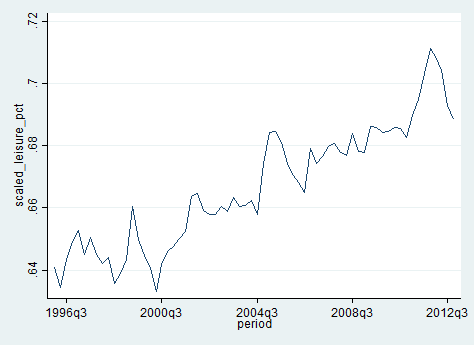 scaled_leisure_pct
.72
.7
.68
.66
.64
1996q3 2000q3 2004q3 2008q3 2012q3
period